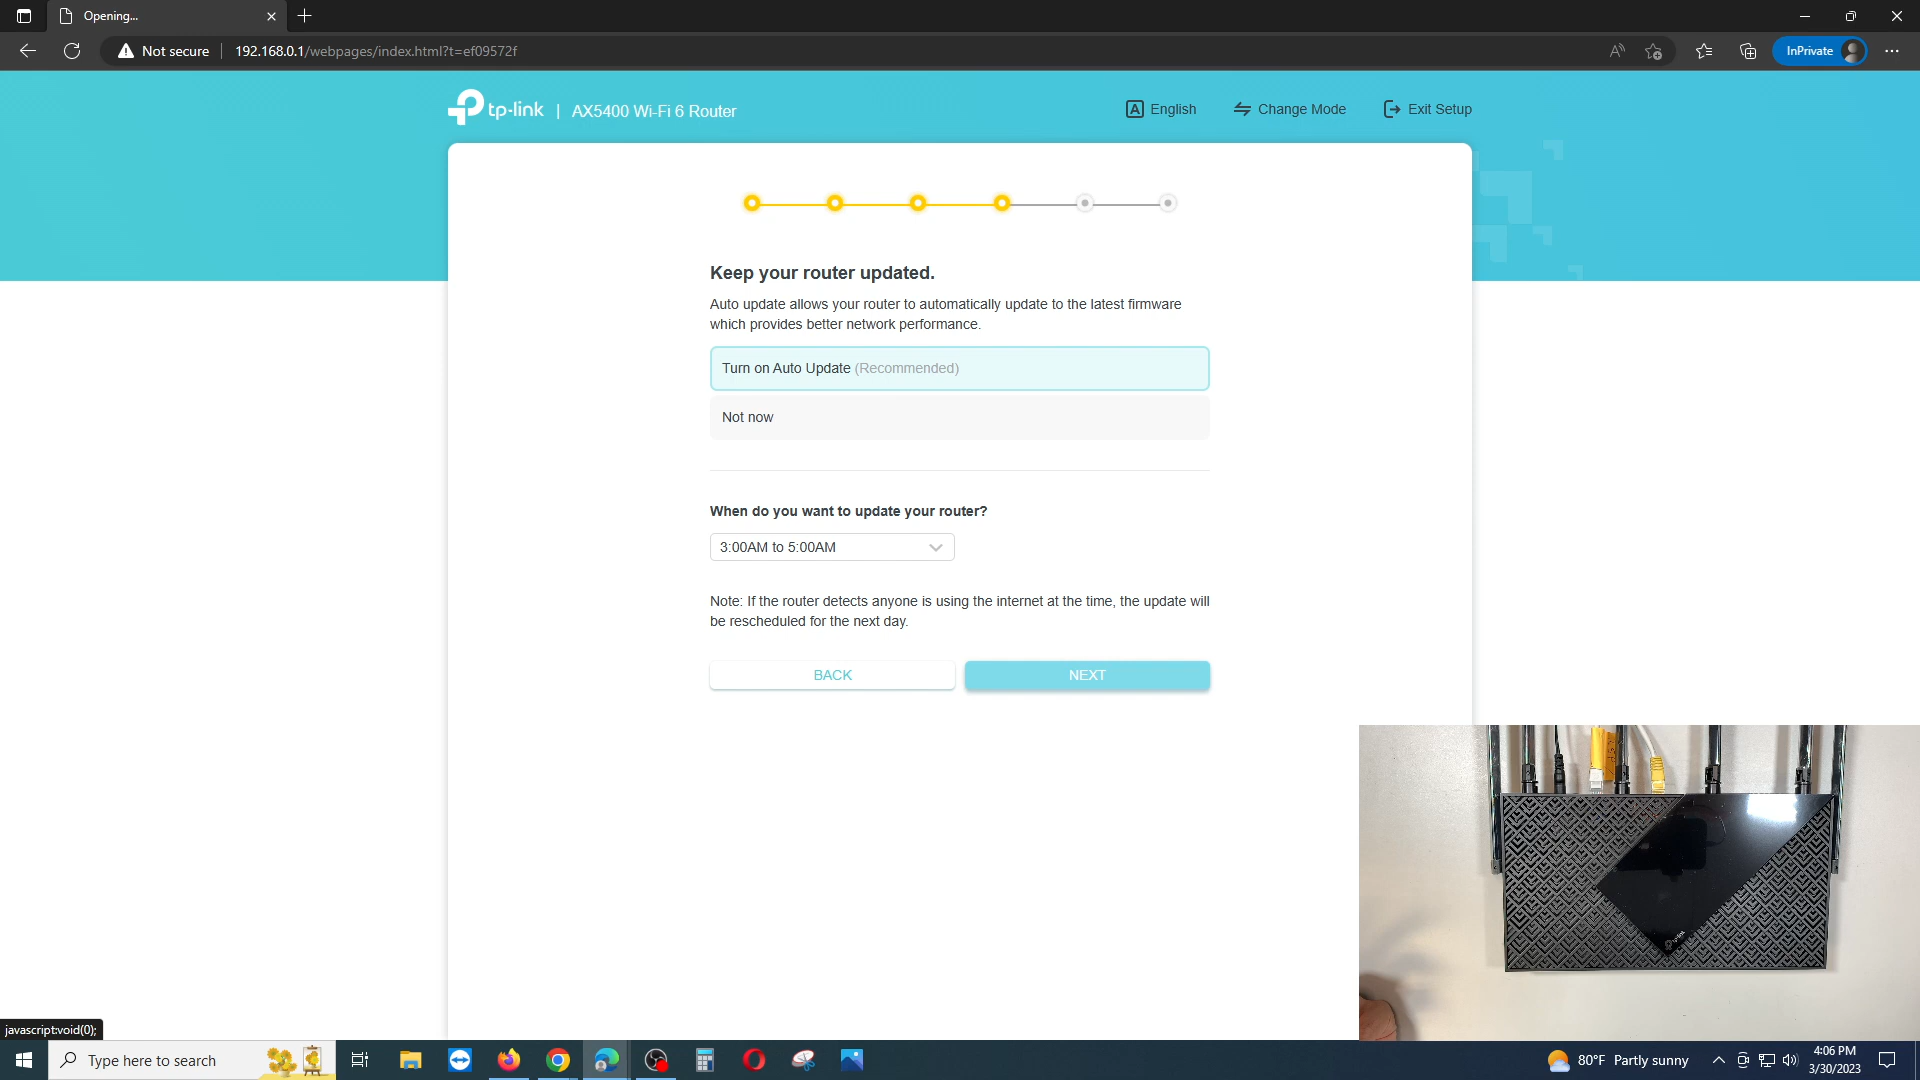 Opening...
Not secure
192.168.0.1/webpages/index.html?t=ef09572f
InPrivate
tp-link | AX5400 Wi-Fi 6 Router
English
Change Mode
Exit Setup
Keep your router updated.
Auto update allows your router to automatically update to the latest firmware
which provides better network performance.
Turn on Auto Update (Recommended)
Not now
When do you want to update your router?
3:00AM to 5:00AM
Note: If the router detects anyone is using the internet at the time, the update will
be rescheduled for the next day.
BACK
NEXT
tp-link
javascript:void(0);
Type here to search
80°F Partly sunny
4:06 PM
3/30/2023